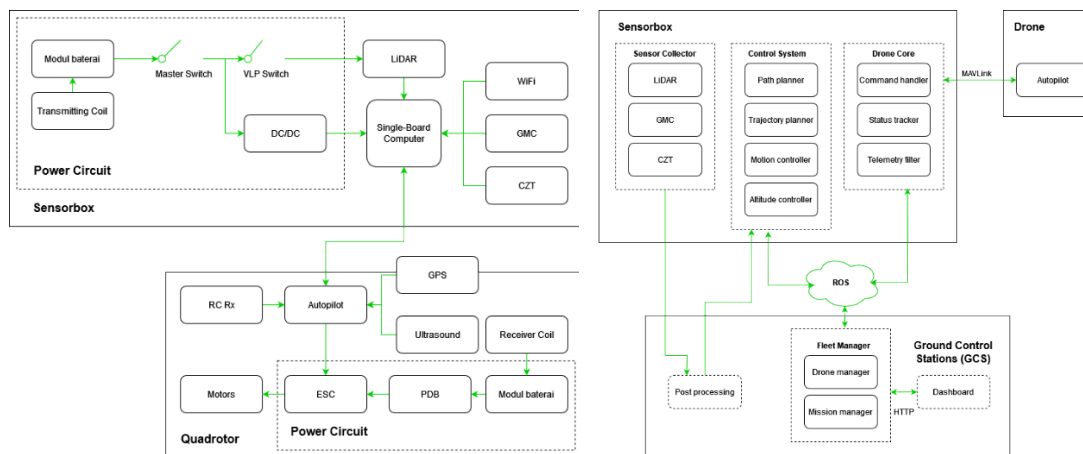 Modul baterai
Master Switch
VLP Switch
LiDAR
WiFi
Transmitting Coil
DC/DC
Single-Board
Computer
GMC
CZT
Power Circuit
Sensorbox
GPS
RC Rx
Autopilot
Ultrasound
Receiver Coil
Motors
ESC
PDB
Modul baterai
Power Circuit
Quadrotor
Sensorbox
Sensor Collector
LiDAR
GMC
CZT
Control System
Path planner
Trajectory planner
Motion controller
Altitude controller
Drone Core
Command handler
Status tracker
Telemetry filter
MAVLink
Drone
Autopilot
ROS
Post processing
Fleet Manager
Drone manager
Mission manager
Ground Control
Stations (GCS)
HTTP
Dashboard